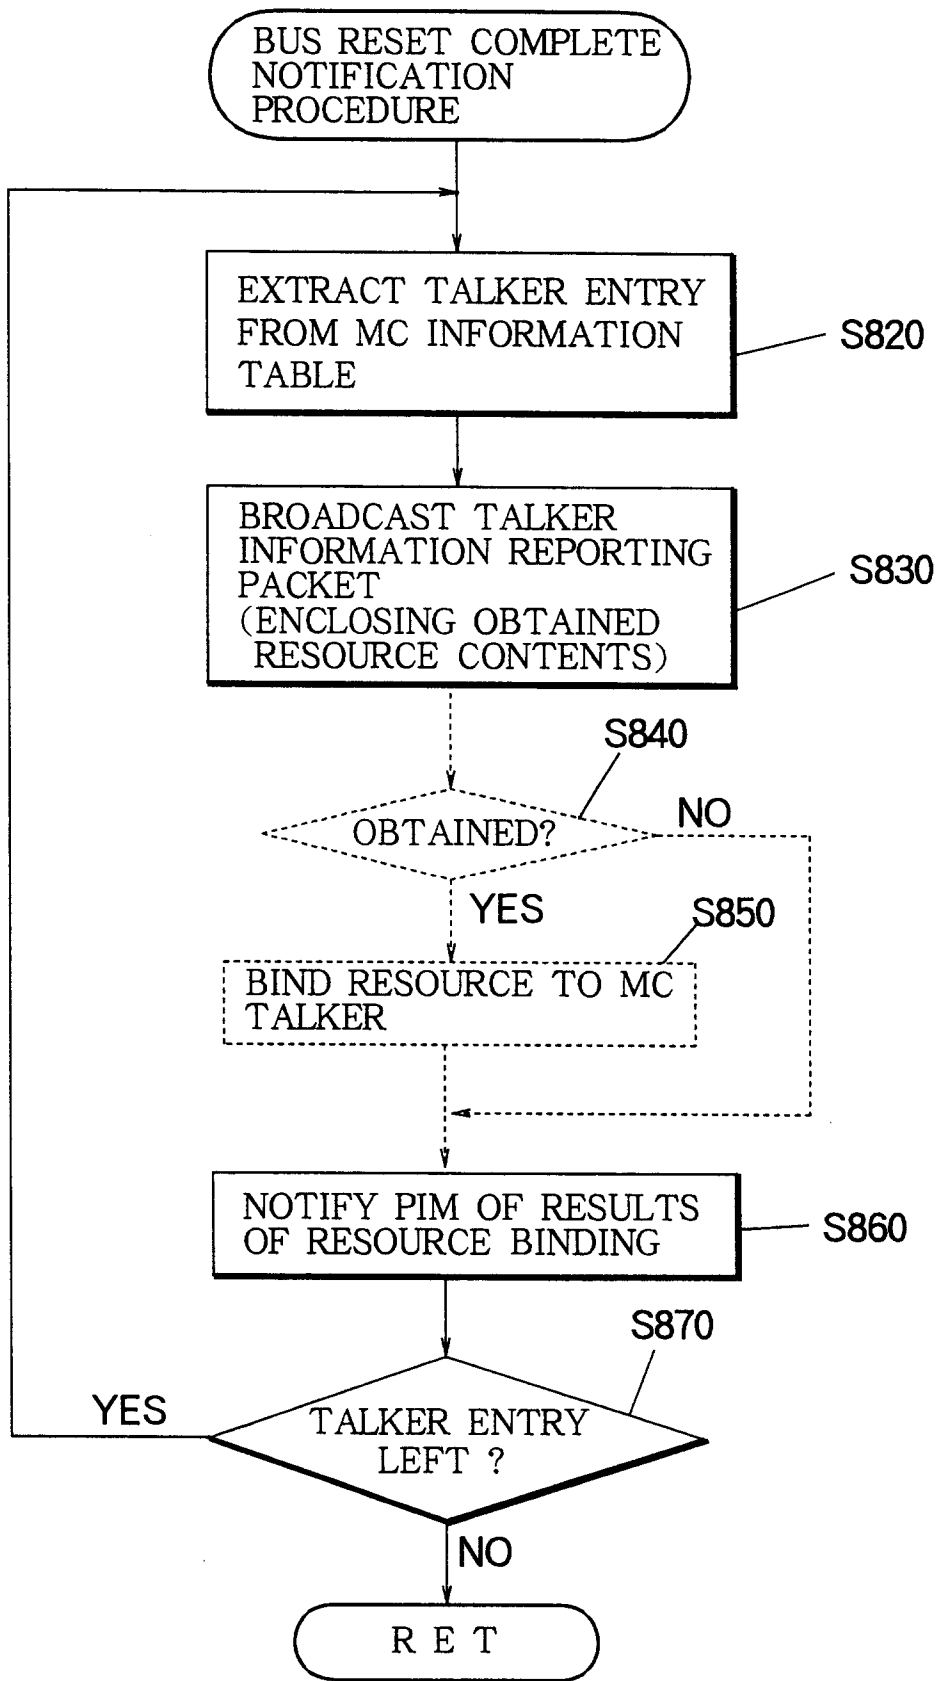 BUS RESET COMPLETE
NOTIFICATION
PROCEDURE
EXTRACT TALKER ENTRY
FROM MC INFORMATION
TABLE
S820
BROADCAST TALKER
INFORMATION REPORTING
PACKET
(ENCLOSING OBTAINED
RESOURCE CONTENTS)
S830
S840
OBTAINED?
NO
YES
S850
BIND RESOURCE TO MC
TALKER
NOTIFY PIM OF RESULTS
OF RESOURCE BINDING
S860
S870
YES
TALKER ENTRY
LEFT ?
NO
R E T